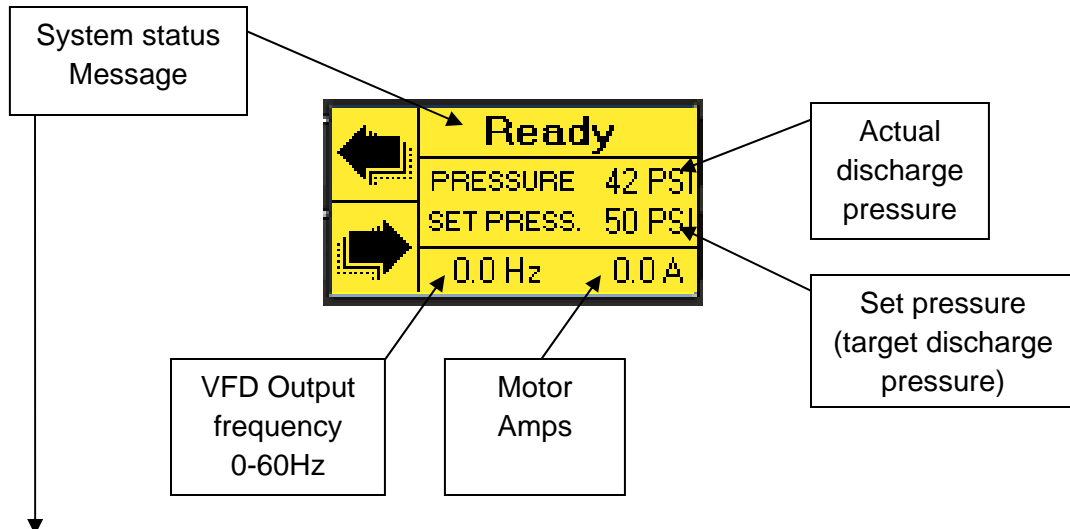 System status
Message
Ready
PRESSURE 42 PSI
SET PRESS. 50 PSI
0.0 Hz 0.0 A
Actual
discharge
pressure
Set pressure
(target discharge
pressure)
VFD Output
frequency
0-60Hz
Motor
Amps